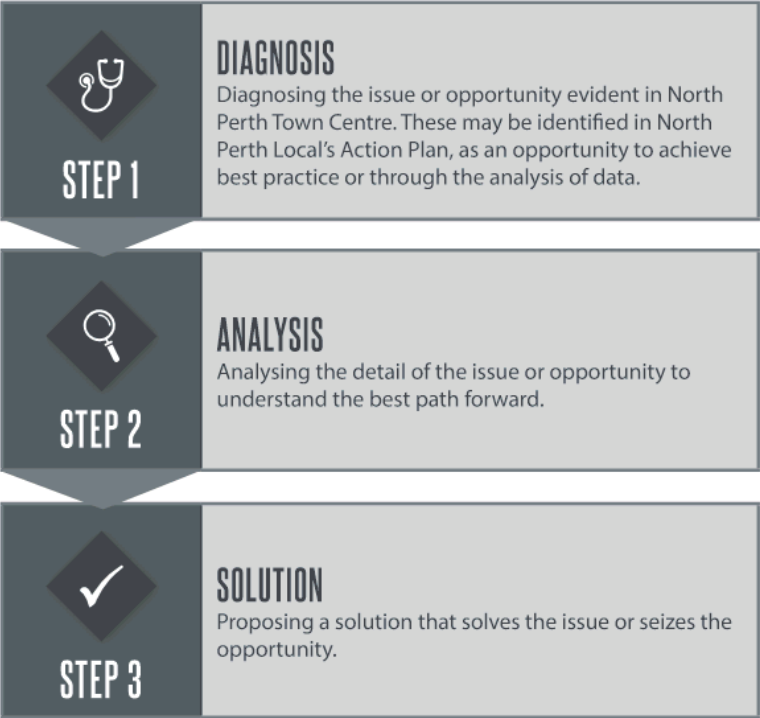 STEP 1
DIAGNOSIS
Diagnosing the issue or opportunity evident in North
Perth Town Centre. These may be identified in North
Perth Local's Action Plan, as an opportunity to achieve
best practice or through the analysis of data.
STEP 2
ANALYSIS
Analysing the detail of the issue or opportunity to
understand the best path forward.
STEP 3
SOLUTION
Proposing a solution that solves the issue or seizes the
opportunity.